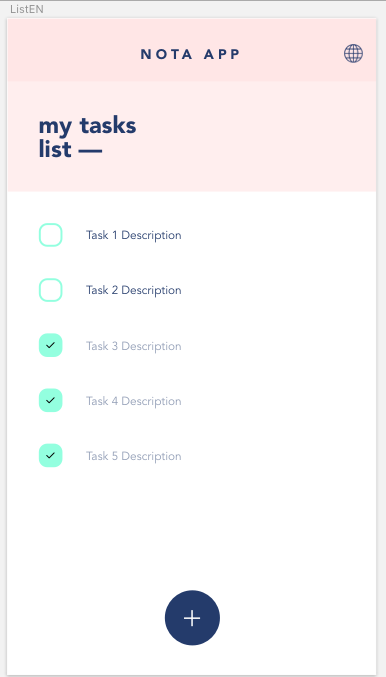 ListEN
NOTA APP
my tasks
list —
Task 1 Description
Task 2 Description
Task 3 Description
Task 4 Description
Task 5 Description